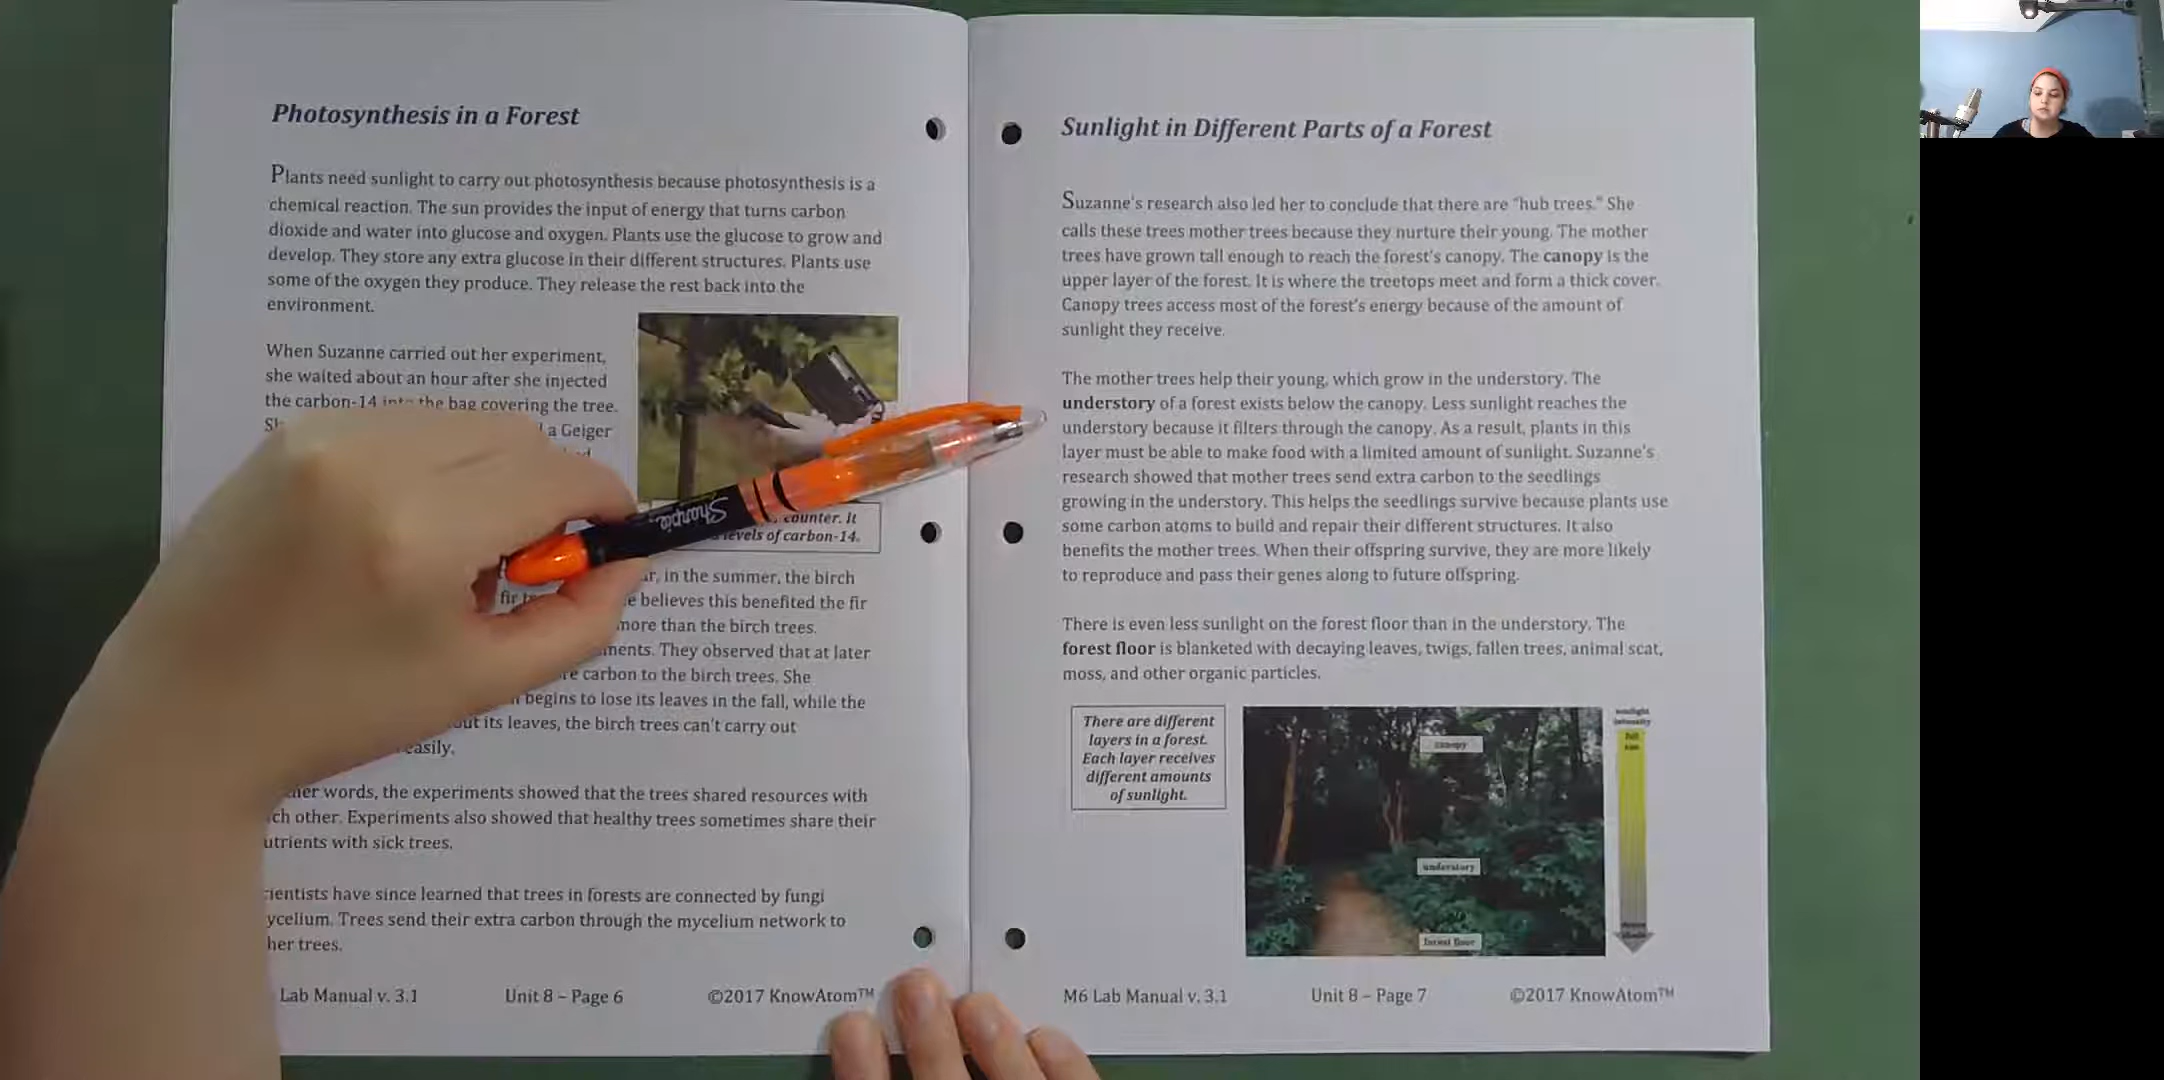 Photosynthesis in a Forest
Plants need sunlight to carry out photosynthesis because photosynthesis is a
chemical reaction. The sun provides the input of energy that turns carbon
dioxide and water into glucose and oxygen. Plants use the glucose to grow and
develop. They store any extra glucose in their different structures. Plants use
some of the oxygen they produce. They release the rest back into the
environment.
When Suzanne carried out her experiment,
she waited about an hour after she injected
the carbon-14 into the bag covering the tree.
a Geiger
counter. It
levels of carbon-14.
in the summer, the birch
fir believes this benefited the fir
more than the birch trees.
They observed that at later
carbon to the birch trees. She
begins to lose its leaves in the fall, while the
its leaves, the birch trees can't carry out
easily.
words, the experiments showed that the trees shared resources with
other. Experiments also showed that healthy trees sometimes share their
with sick trees.
have since learned that trees in forests are connected by fungi
Trees send their extra carbon through the mycelium network to
trees.
Lab Manual v. 3.1 Unit 8 – Page 6 ©2017 KnowAtom™
Sharpie
Sunlight in Different Parts of a Forest
Suzanne's research also led her to conclude that there are "hub trees." She
calls these trees mother trees because they nurture their young. The mother
trees have grown tall enough to reach the forest's canopy. The canopy is the
upper layer of the forest. It is where the treetops meet and form a thick cover.
Canopy trees access most of the forest's energy because of the amount of
sunlight they receive.
The mother trees help their young, which grow in the understory. The
understory of a forest exists below the canopy. Less sunlight reaches the
understory because it filters through the canopy. As a result, plants in this
layer must be able to make food with a limited amount of sunlight. Suzanne's
research showed that mother trees send extra carbon to the seedlings
growing in the understory. This helps the seedlings survive because plants use
some carbon atoms to build and repair their different structures. It also
benefits the mother trees. When their offspring survive, they are more likely
to reproduce and pass their genes along to future offspring.
There is even less sunlight on the forest floor than in the understory. The
forest floor is blanketed with decaying leaves, twigs, fallen trees, animal scat,
moss, and other organic particles.
There are different
layers in a forest.
Each layer receives
different amounts
of sunlight.
canopy
understory
forest floor
sunlight
intensity
full
sun
M6 Lab Manual v. 3.1 Unit 8 – Page 7 ©2017 KnowAtom™